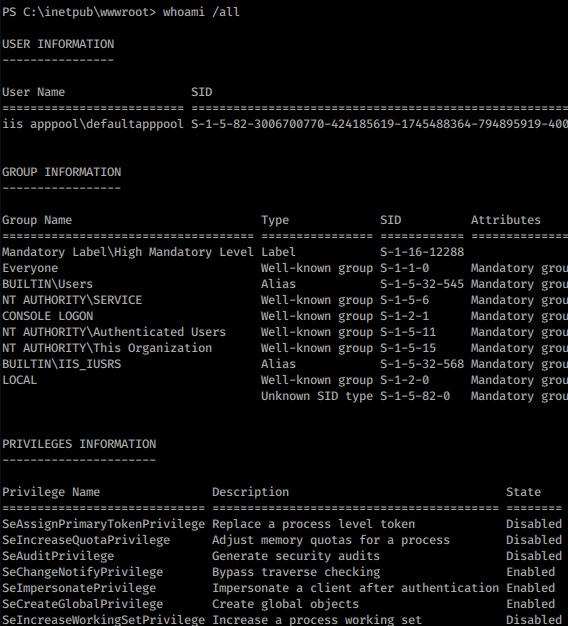 PS C:\inetpub\wwwroot> whoami /all
USER INFORMATION
----------------
User Name                  SID
========================== ======================================================
iis apppool\defaultapppool S-1-5-82-3006700770-424185619-1745488364-794895919-400
GROUP INFORMATION
-----------------
Group Name                           Type             SID          Attributes
==================================== ================ ============ ==============
Mandatory Label\High Mandatory Level Label            S-1-16-12288
Everyone                             Well-known group S-1-1-0      Mandatory grou
BUILTIN\Users                        Alias            S-1-5-32-545 Mandatory grou
NT AUTHORITY\SERVICE                 Well-known group S-1-5-6      Mandatory grou
CONSOLE LOGON                        Well-known group S-1-2-1      Mandatory grou
NT AUTHORITY\Authenticated Users     Well-known group S-1-5-11     Mandatory grou
NT AUTHORITY\This Organization       Well-known group S-1-5-15     Mandatory grou
BUILTIN\IIS_IUSRS                    Alias            S-1-5-32-568 Mandatory grou
LOCAL                                Well-known group S-1-2-0      Mandatory grou
                                     Unknown SID type S-1-5-82-0   Mandatory grou
PRIVILEGES INFORMATION
----------------------
Privilege Name                Description                               State
============================= ========================================= ========
SeAssignPrimaryTokenPrivilege Replace a process level token             Disabled
SeIncreaseQuotaPrivilege      Adjust memory quotas for a process        Disabled
SeAuditPrivilege              Generate security audits                  Disabled
SeChangeNotifyPrivilege       Bypass traverse checking                  Enabled
SeImpersonatePrivilege        Impersonate a client after authentication Enabled
SeCreateGlobalPrivilege       Create global objects                     Enabled
SeIncreaseWorkingSetPrivilege Increase a process working set            Disabled